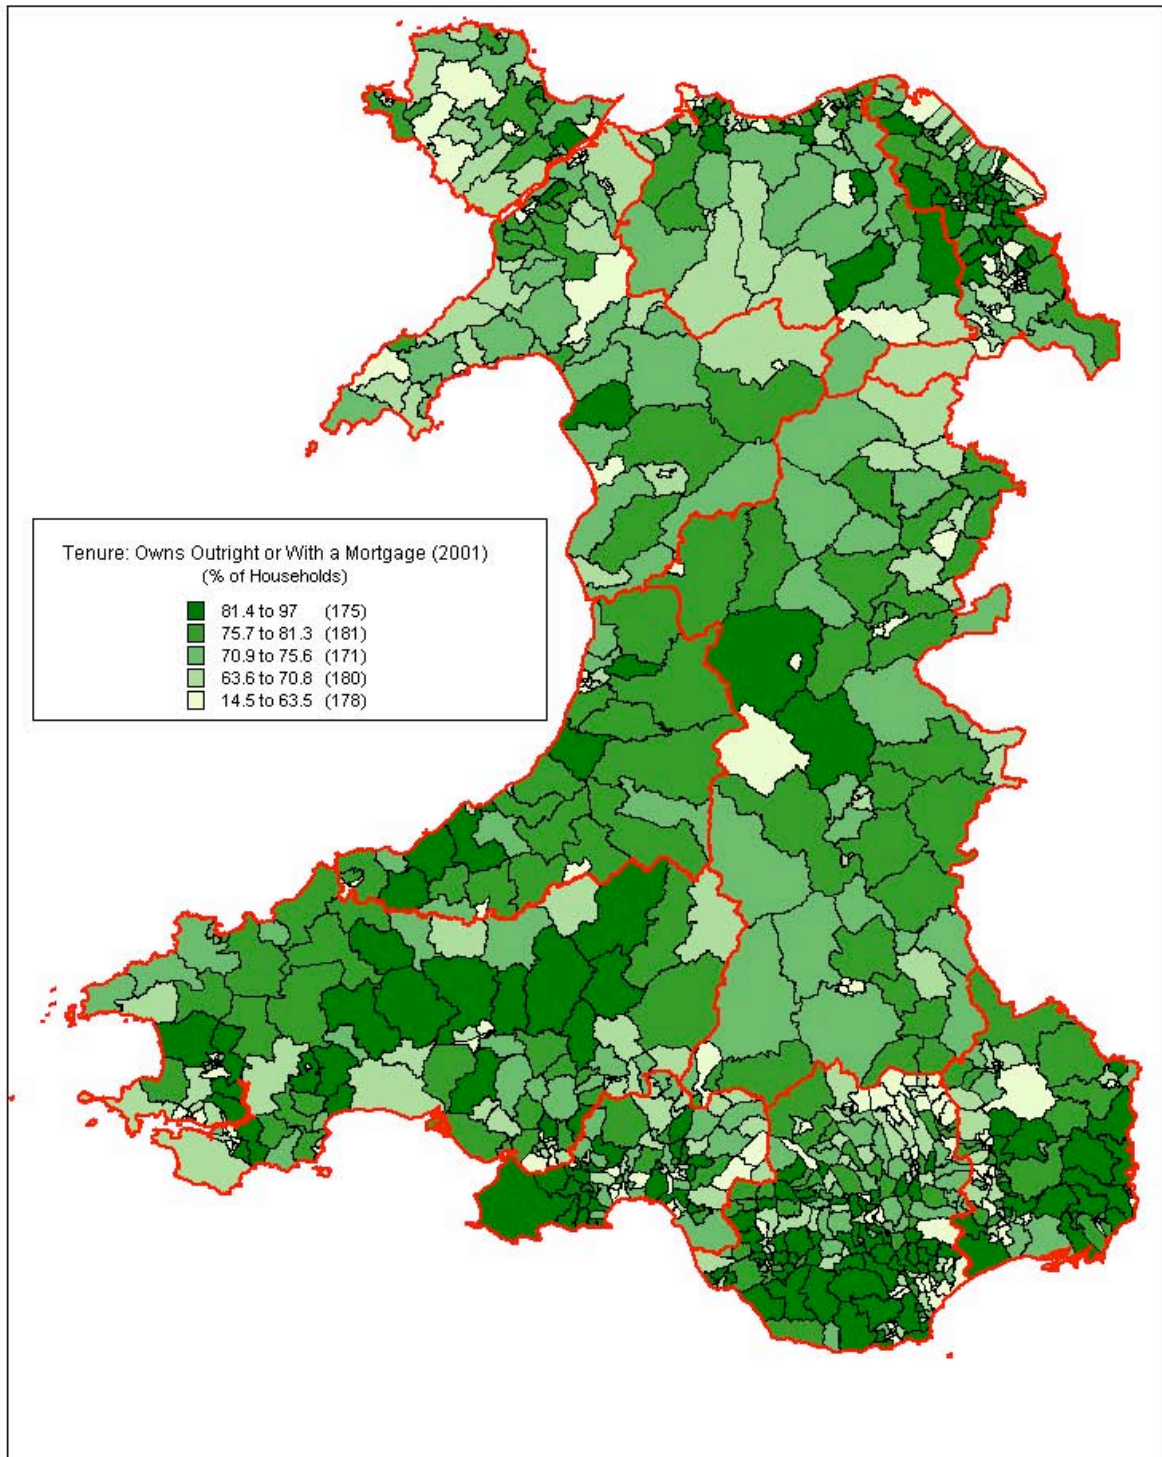 Tenure: Owns Outright or With a Mortgage (2001)
(% of Households)
81.4 to 97 (175)
75.7 to 81.3 (181)
70.9 to 75.6 (171)
63.6 to 70.8 (180)
14.5 to 63.5 (178)